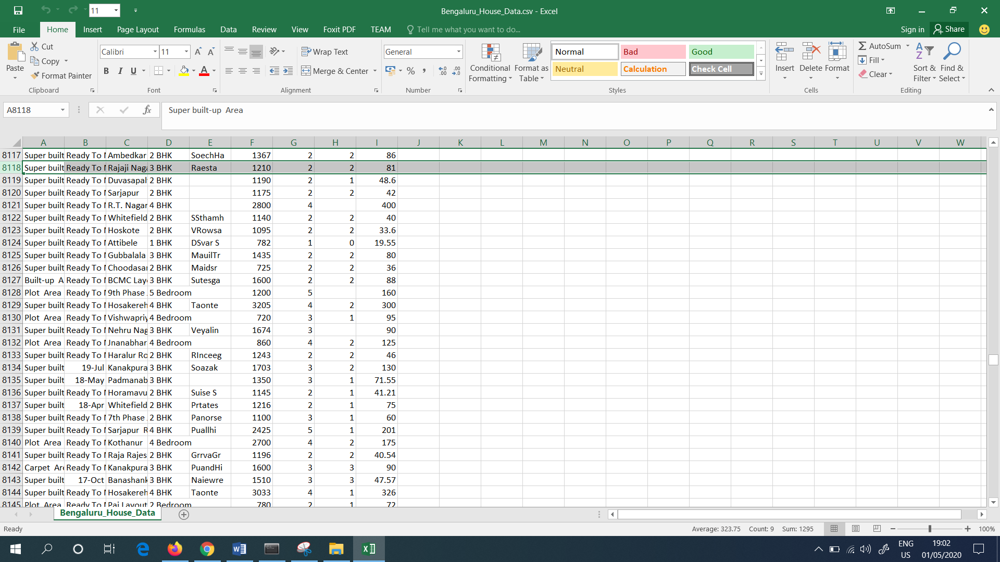 11
Bengaluru_House_Data.csv - Excel
File Home Insert Page Layout Formulas Data Review View Foxit PDF TEAM Tell me what you want to do... Sign in Share
Paste
Cut
Copy
Format Painter
Clipboard
Calibri 11
B I U A
Font
Wrap Text
Merge & Center
Alignment
General
% , .00 .00
Number
Conditional Formatting
Format as Table
Normal Bad Good
Neutral Calculation Check Cell
Styles
Insert Delete Format
Cells
AutoSum
Fill
Clear
Sort & Filter
Find & Select
Editing
A8118 fx Super built-up Area
A B C D E F G H I J K L M N O P Q R S T U V W
8117 Super built Ready To Ambedkar 2 BHK SoechHa 1367 2 2 86
8118 Super built Ready To Rajaji Naga 3 BHK Raesta 1210 2 2 81
8119 Super built Ready To Duvasapal 2 BHK 1190 2 1 48.6
8120 Super built Ready To Sarjapur 2 BHK 1175 2 2 42
8121 Super built Ready To R.T. Nagar 4 BHK 2800 4 400
8122 Super built Ready To Whitefield 2 BHK SSthamh 1140 2 2 40
8123 Super built Ready To Hoskote 2 BHK VRowsa 1095 2 2 33.6
8124 Super built Ready To Attibele 1 BHK DSvar S 782 1 0 19.55
8125 Super built Ready To Gubbalala 3 BHK MauilTr 1435 2 2 80
8126 Super built Ready To Choodasan 2 BHK Maidsr 725 2 2 36
8127 Built-up A Ready To BCMC Lay 3 BHK Sutesga 1600 2 2 88
8128 Plot Area Ready To 9th Phase 5 Bedroom 1200 5 160
8129 Super built Ready To Hosakereh 4 BHK Taonte 3205 4 2 300
8130 Plot Area Ready To Vishwapriy 4 Bedroom 720 3 1 95
8131 Super built Ready To Nehru Nag 3 BHK Veyalin 1674 3 90
8132 Plot Area Ready To Jnanabhar 4 Bedroom 860 4 2 125
8133 Super built Ready To Haralur Ro 2 BHK RInceeg 1243 2 2 46
8134 Super built 19-Jul Kanakpura 3 BHK Soazak 1703 3 2 130
8135 Super built 18-May Padmanab 3 BHK 1350 3 1 71.55
8136 Super built Ready To Horamavu 2 BHK Suise S 1145 2 1 41.21
8137 Super built 18-Apr Whitefield 2 BHK Prtates 1216 2 1 75
8138 Super built Ready To 7th Phase 2 BHK Panorse 1100 3 1 60
8139 Super built Ready To Sarjapur R 4 BHK Puallhi 2425 5 1 201
8140 Plot Area Ready To Kothanur 4 Bedroom 2700 4 2 175
8141 Super built Ready To Raja Rajes 2 BHK GrrvaGr 1196 2 2 40.54
8142 Carpet Are Ready To Kanakpura 3 BHK PuandHi 1600 3 3 90
8143 Super built 17-Oct Banashank 3 BHK Naiewre 1510 3 3 47.57
8144 Super built Ready To Hosakereh 4 BHK Taonte 3033 4 1 326
8145 Plot Area Ready To Pai Layout 2 Bedroom 780 2 1 72
Bengaluru_House_Data
Ready Average: 323.75 Count: 9 Sum: 1295 100%
ENG US
19:02
01/05/2020